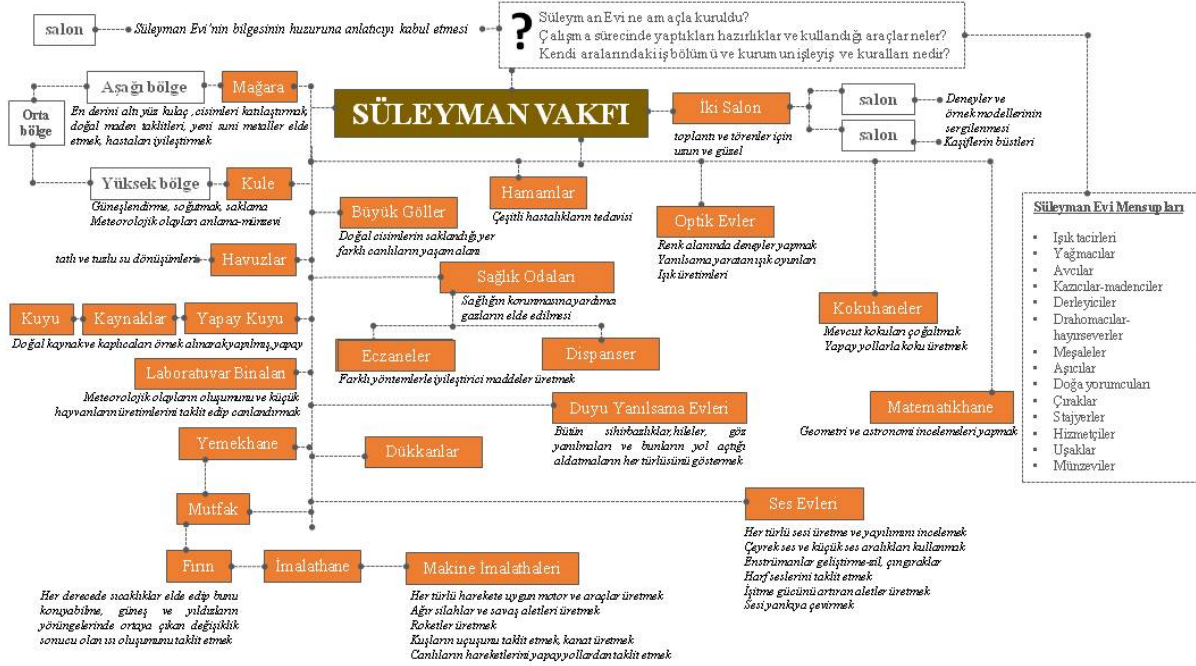 salon
Süleyman Evi'nin bilgesinin huzuruna anlatıcıyı kabul etmesi
?
Süleyman Evi ne amaçla kuruldu?
Çalışma sürecinde yaptıkları hazırlıklar ve kullandığı araçlar neler?
Kendi aralarındaki iş bölümü ve kurumun işleyiş ve kuralları nedir?
Aşağı bölge
Mağara
Orta
bölge
En derini altı yüz kulaç ,cisimleri katılaştırmak,
doğal maden taklitleri, yeni suni metaller elde
etmek, hastaları iyileştirmek
SÜLEYMAN VAKFI
İki Salon
toplantı ve törenler için
uzun ve güzel
salon
salon
Deneyler ve
örnek modellerinin
sergilenmesi
Kaşiflerin büstleri
Yüksek bölge
Kule
Güneşlendirme, soğutmak, saklama
Meteorolojik olayları anlama-münzevi
Hamamlar
Çeşitli hastalıkların tedavisi
Büyük Göller
Doğal cisimlerin saklandığı yer
farklı canlıların yaşam alanı
Optik Evler
Renk alanında deneyler yapmak
Yanılsama yaratan ışık oyunları
Işık üretimleri
tatlı ve tuzlu su dönüşümleri
Havuzlar
Sağlık Odaları
Sağlığın korunmasına yardıma
gazların elde edilmesi
Kuyu
Kaynaklar
Yapay Kuyu
Doğal kaynak ve kaplıcaları örnek alınarak yapılmış, yapay
Eczaneler
Dispanser
Farklı yöntemlerle iyileştirici maddeler üretmek
Kokuhaneler
Mevcut kokuları çoğaltmak
Yapay yollarla koku üretmek
Laboratuvar Binaları
Meteorolojik olayların oluşumunu ve küçük
hayvanların üretimlerini taklit edip canlandırmak
Duyu Yanılsama Evleri
Bütün sihirbazlıklar, hileler, göz
yanılmaları ve bunların yol açtığı
aldatmaların her türlüsünü göstermek
Matematikhane
Geometri ve astronomi incelemeleri yapmak
Yemekhane
Dükkanlar
Mutfak
Ses Evleri
Her türlü sesi üretme ve yayılımını incelemek
Çeyrek ses ve küçük ses aralıkları kullanmak
Enstrümanlar geliştirme-zil, çıngıraklar
Harf seslerini taklit etmek
İşitme gücünü artıran aletler üretmek
Sesi yankıya çevirmek
Fırın
İmalathane
Makine İmalathaleri
Her derecede sıcaklıklar elde edip bunu
koruyabilme, güneş ve yıldızların
yörüngelerinde ortaya çıkan değişiklik
sonucu olan ısı oluşumunu taklit etmek
Her türlü harekete uygun motor ve araçlar üretmek
Ağır silahlar ve savaş aletleri üretmek
Roketler üretmek
Kuşların uçuşunu taklit etmek, kanat üretmek
Canlıların hareketlerini yapay yollardan taklit etmek
Süleyman Evi Mensupları
▪ Işık tacirleri
▪ Yağmacılar
▪ Avcılar
▪ Kazıcılar-madenciler
▪ Derleyiciler
▪ Drahomacılar-
hayırseverler
▪ Meşaleler
▪ Aşıcılar
▪ Doğa yorumcuları
▪ Çıraklar
▪ Stajyerler
▪ Hizmetçiler
▪ Uşaklar
▪ Münzeviler